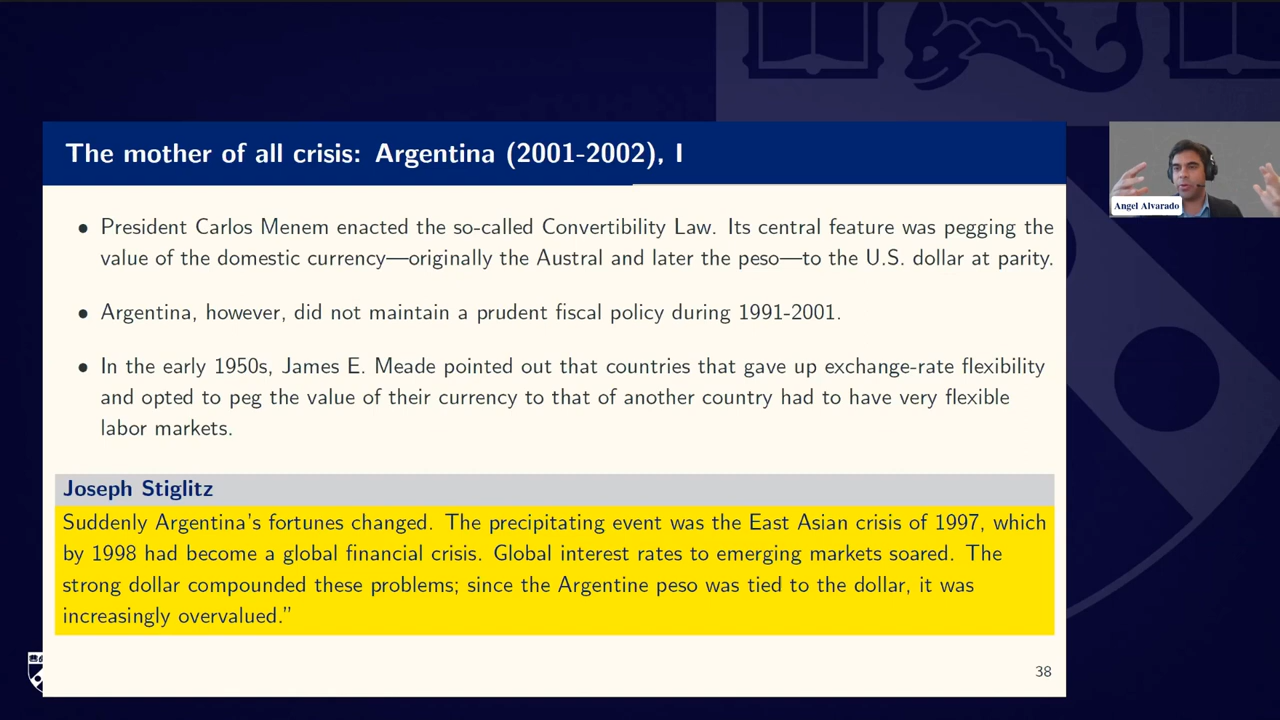 The mother of all crisis: Argentina (2001-2002), I
● President Carlos Menem enacted the so-called Convertibility Law. Its central feature was pegging the
value of the domestic currency—originally the Austral and later the peso—to the U.S. dollar at parity.
● Argentina, however, did not maintain a prudent fiscal policy during 1991-2001.
● In the early 1950s, James E. Meade pointed out that countries that gave up exchange-rate flexibility
and opted to peg the value of their currency to that of another country had to have very flexible
labor markets.
Joseph Stiglitz
Suddenly Argentina's fortunes changed. The precipitating event was the East Asian crisis of 1997, which
by 1998 had become a global financial crisis. Global interest rates to emerging markets soared. The
strong dollar compounded these problems; since the Argentine peso was tied to the dollar, it was
increasingly overvalued.”
38
Angel Alvarado